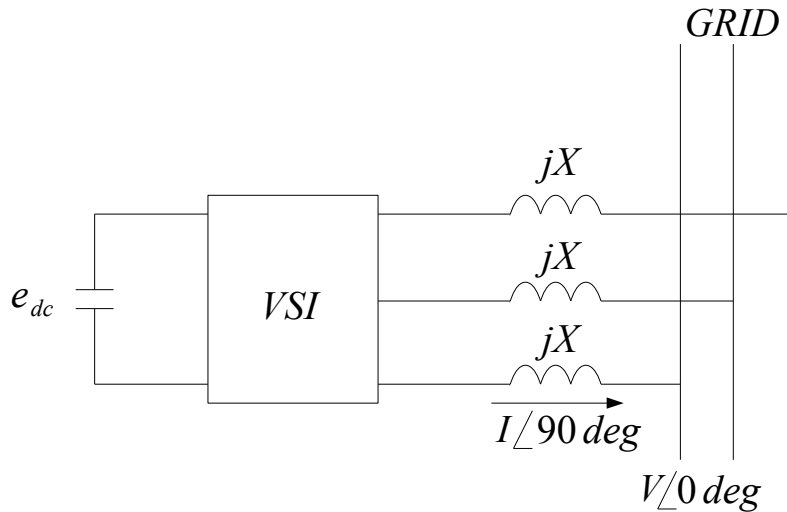 GRID
jX
jX
e_dc
VSI
jX
I∠90 deg
V∠0 deg